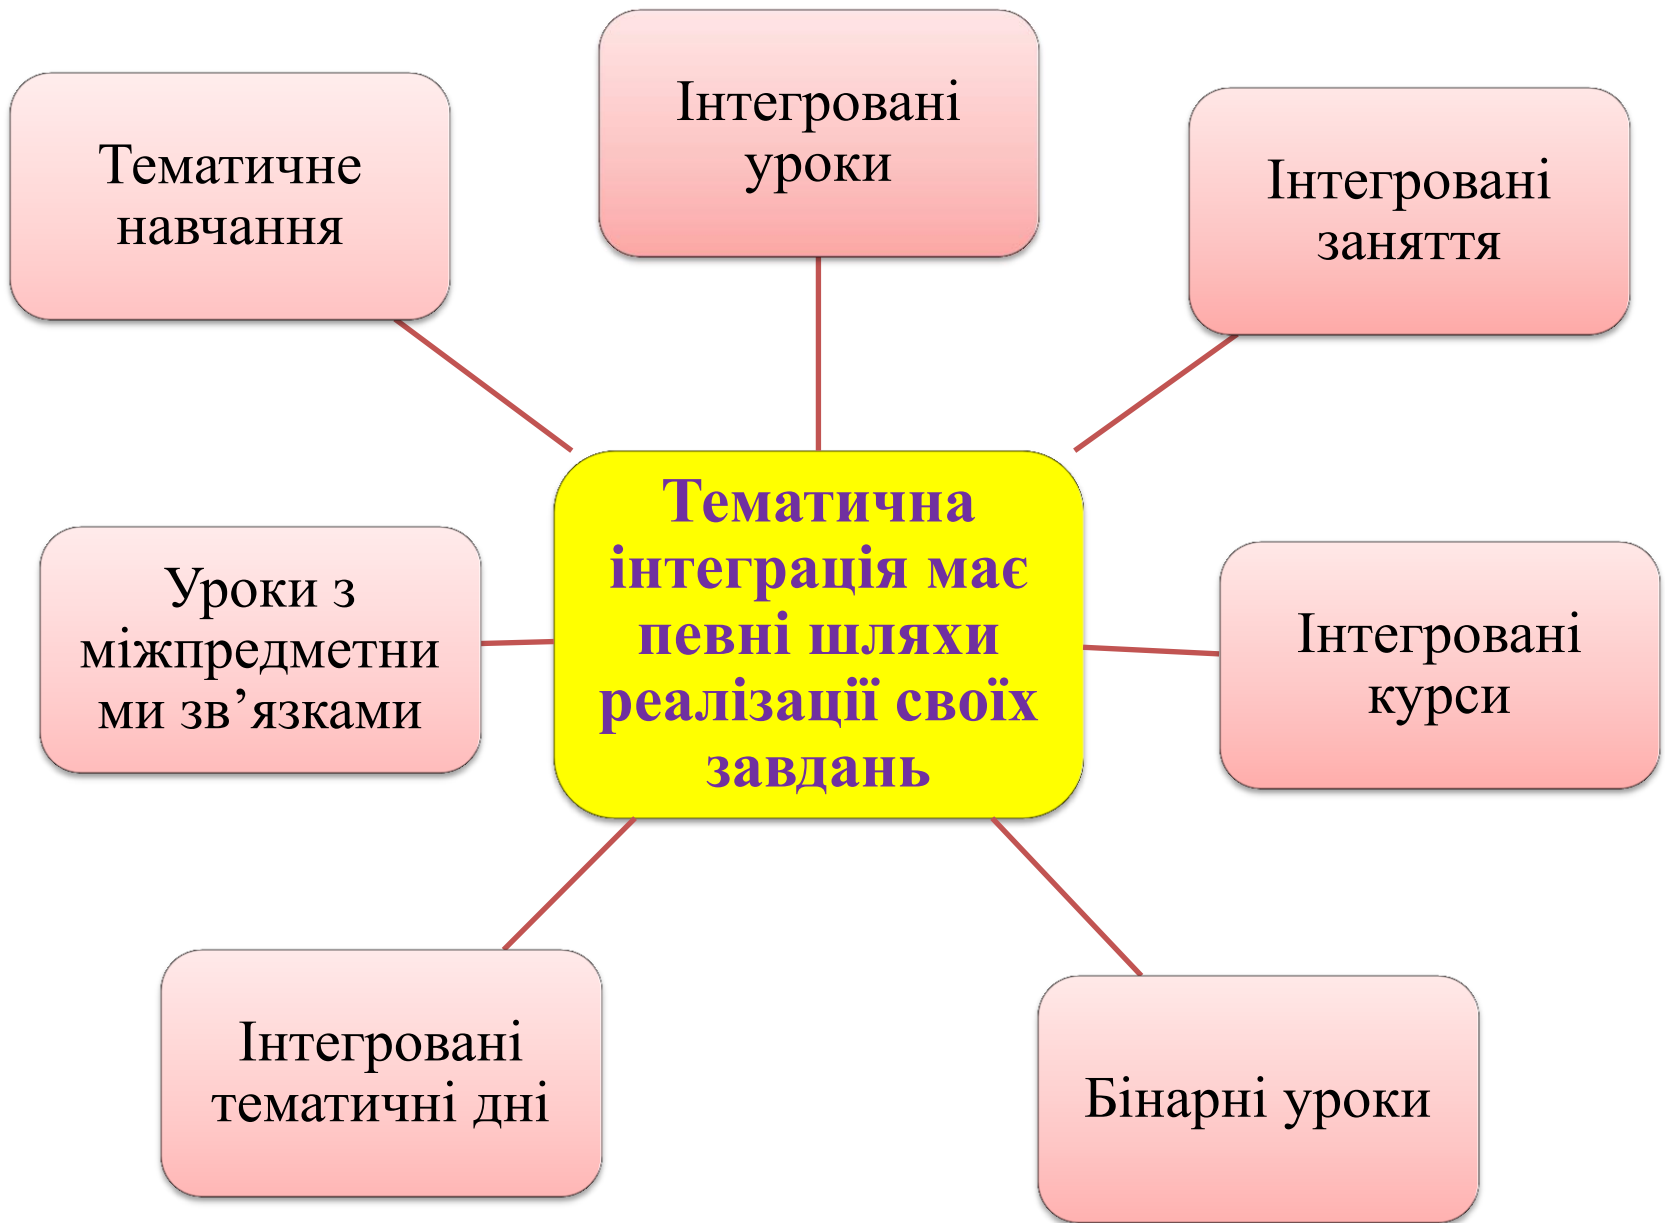 Інтегровані
уроки
Тематичне
навчання
Інтегровані
заняття
Тематична
інтеграція має
певні шляхи
реалізації своїх
завдань
Уроки з
міжпредметни
ми зв’язками
Інтегровані
курси
Інтегровані
тематичні дні
Бінарні уроки